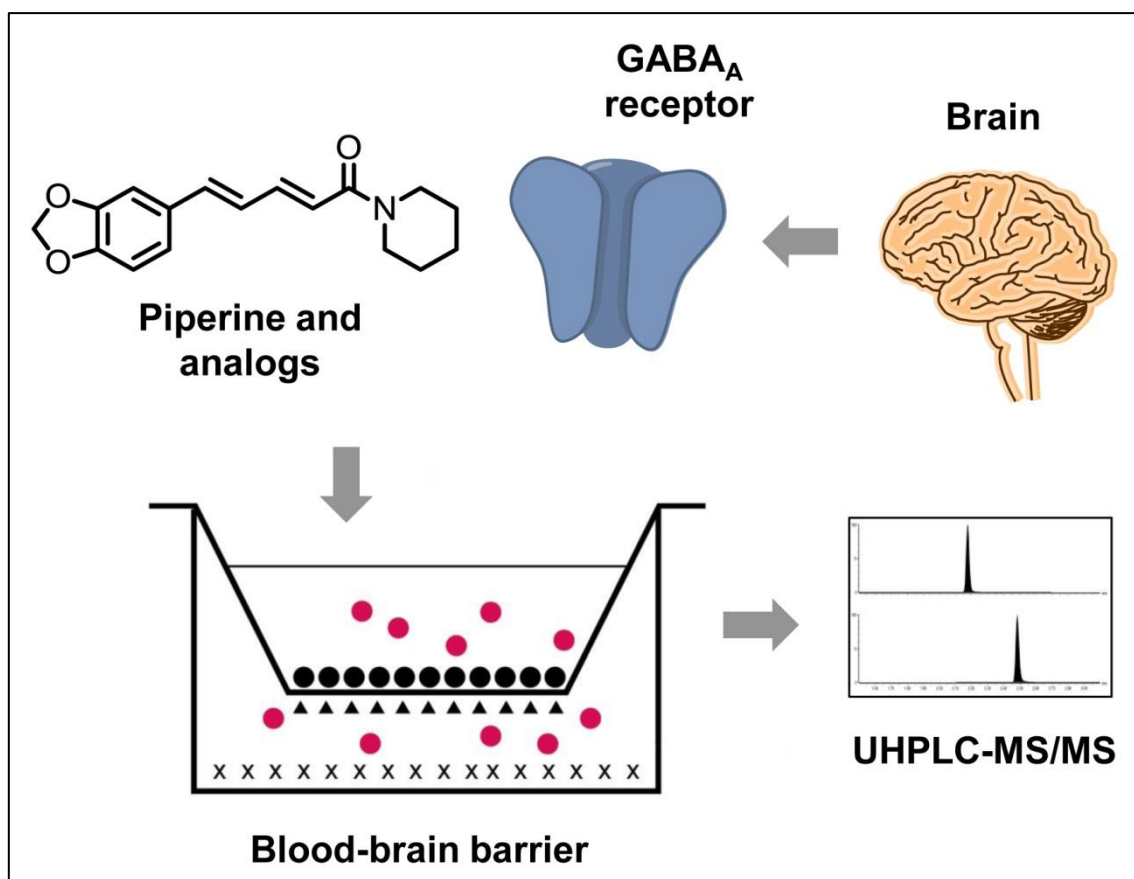 GABAA
receptor
Brain
O
O
O
N
Piperine and
analogs
x x x x x x x x x x x x x x x x
UHPLC-MS/MS
Blood-brain barrier